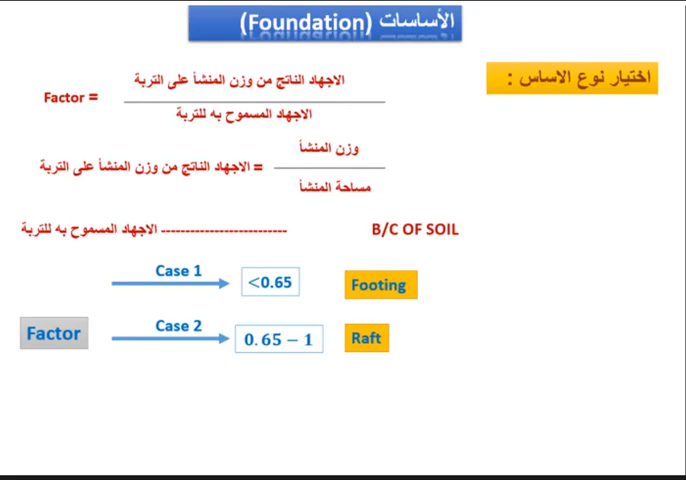 الأساسات (Foundation)
اختيار نوع الاساس :
الاجهاد الناتج من وزن المنشأ على التربة
Factor =
الاجهاد المسموح به للتربة
وزن المنشأ
الاجهاد الناتج من وزن المنشأ على التربة =
مساحة المنشأ
الاجهاد المسموح به للتربة -------------------------- B/C OF SOIL
Case 1 <0.65 Footing
Factor Case 2 0.65 − 1 Raft